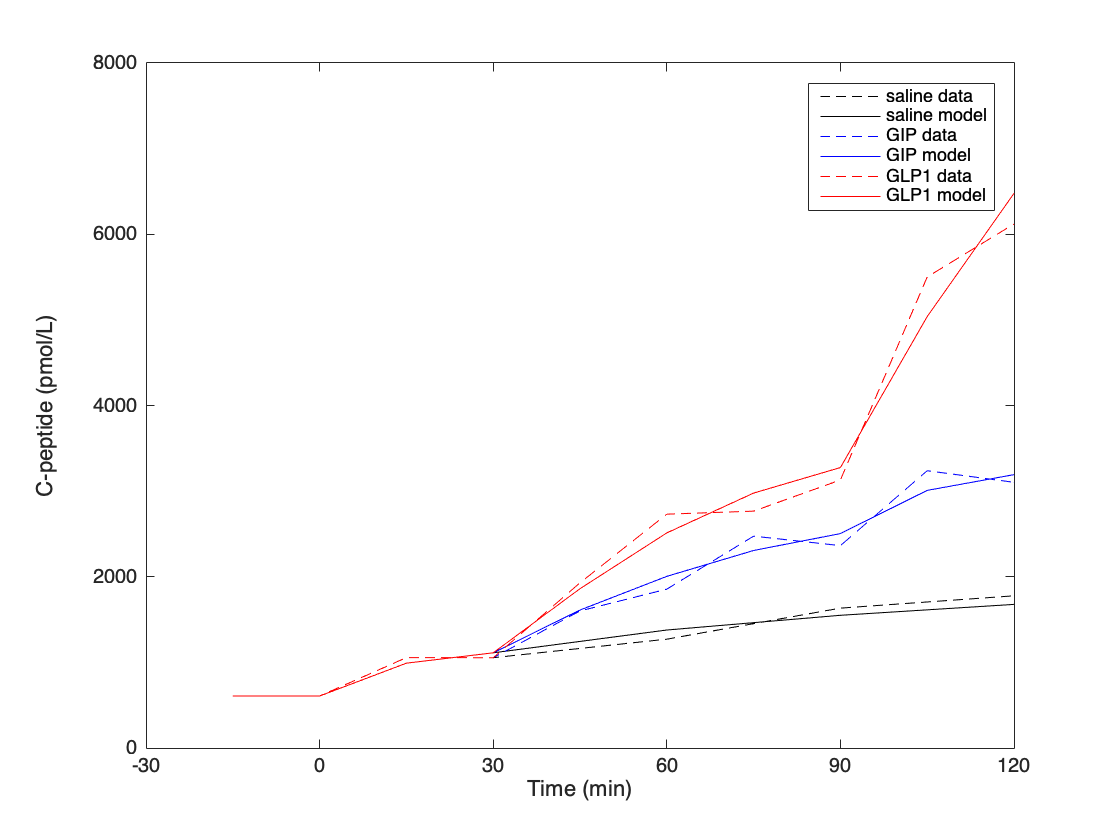 8000
6000
4000
2000
0
C-peptide (pmol/L)
saline data
saline model
GIP data
GIP model
GLP1 data
GLP1 model
-30 0 30 60 90 120
Time (min)